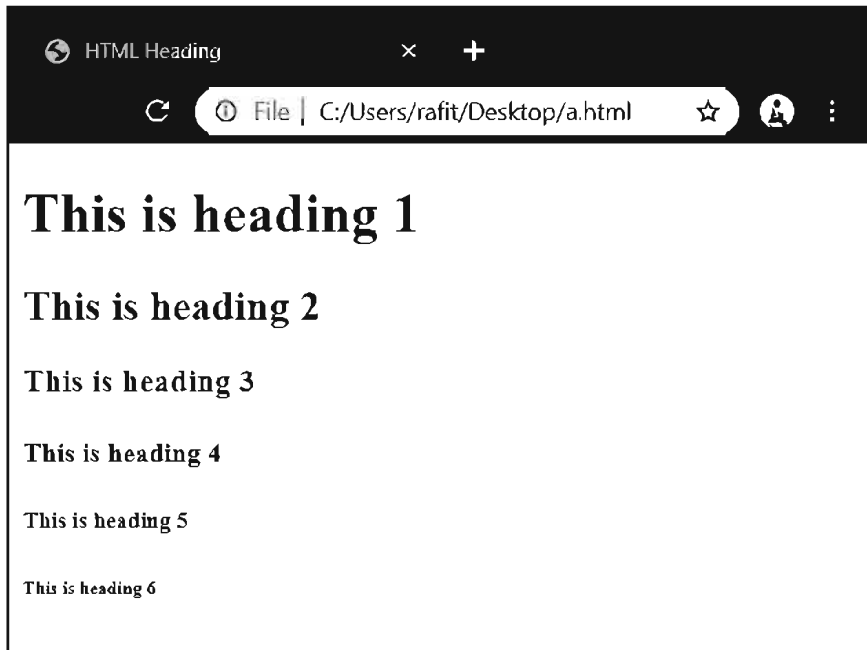 HTML Heading
File | C:/Users/rafit/Desktop/a.html
This is heading 1
This is heading 2
This is heading 3
This is heading 4
This is heading 5
This is heading 6